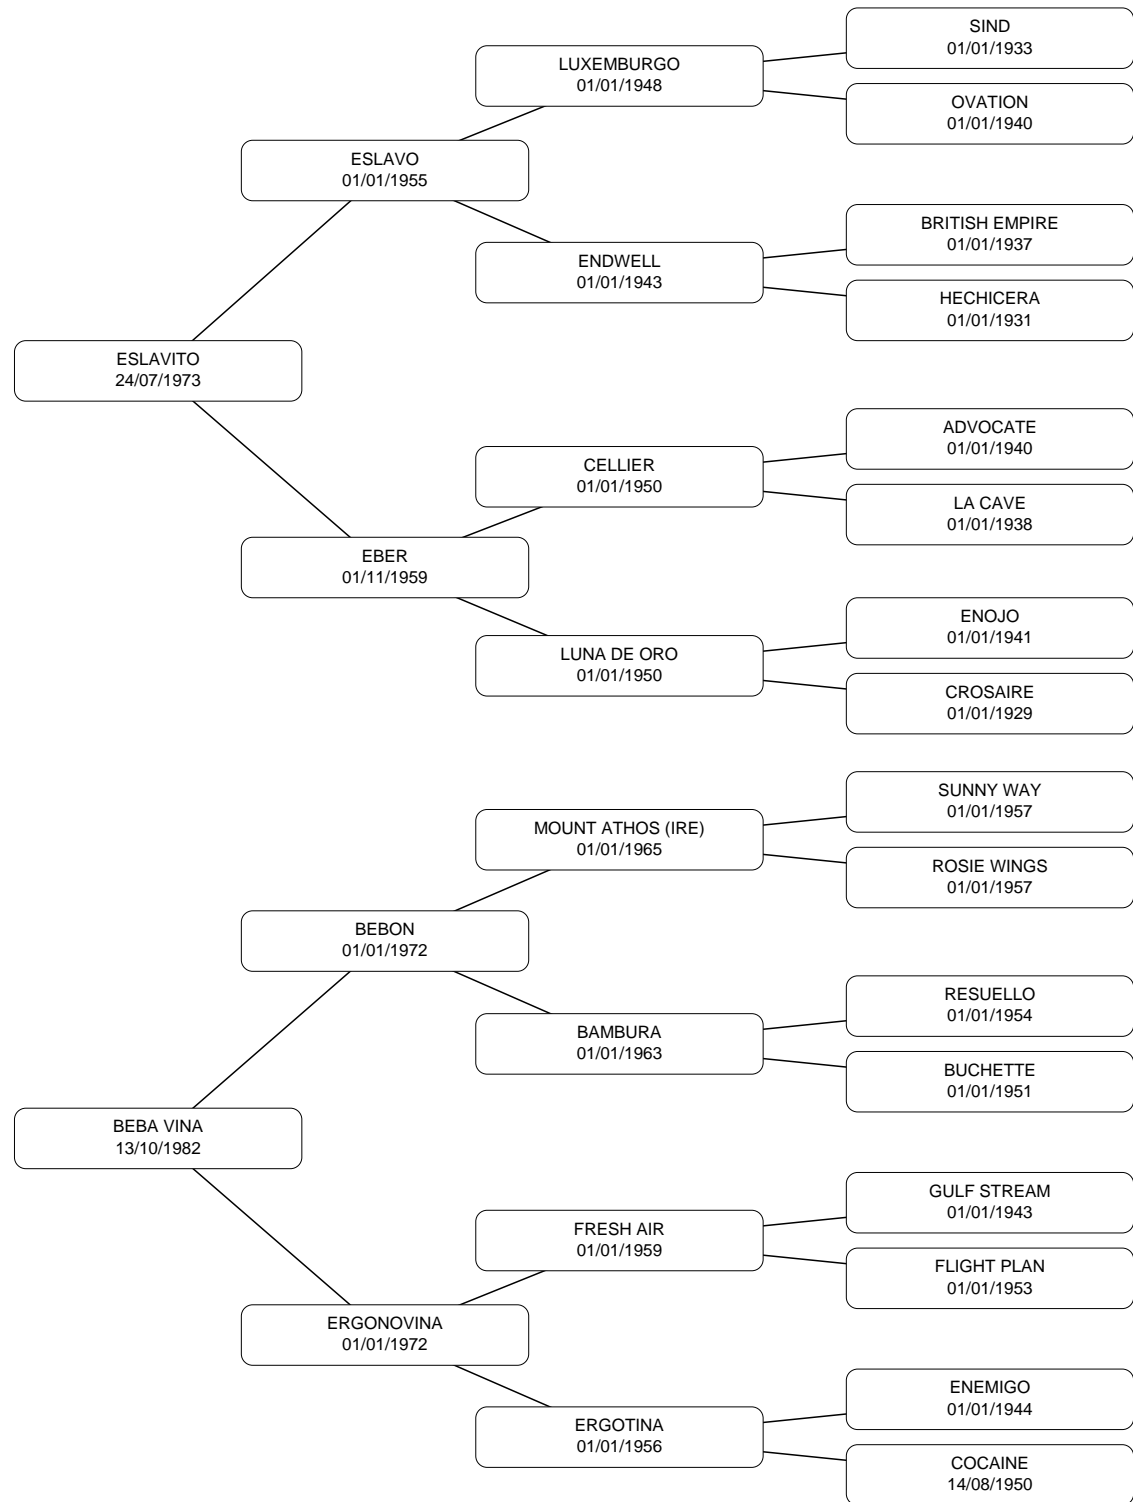 SIND
01/01/1933
LUXEMBURGO
01/01/1948
OVATION
01/01/1940
ESLAVO
01/01/1955
BRITISH EMPIRE
01/01/1937
ENDWELL
01/01/1943
HECHICERA
01/01/1931
ESLAVITO
24/07/1973
ADVOCATE
01/01/1940
CELLIER
01/01/1950
LA CAVE
01/01/1938
EBER
01/11/1959
ENOJO
01/01/1941
LUNA DE ORO
01/01/1950
CROSAIRE
01/01/1929
SUNNY WAY
01/01/1957
MOUNT ATHOS (IRE)
01/01/1965
ROSIE WINGS
01/01/1957
BEBON
01/01/1972
RESUELLO
01/01/1954
BAMBURA
01/01/1963
BUCHETTE
01/01/1951
BEBA VINA
13/10/1982
GULF STREAM
01/01/1943
FRESH AIR
01/01/1959
FLIGHT PLAN
01/01/1953
ERGONOVINA
01/01/1972
ENEMIGO
01/01/1944
ERGOTINA
01/01/1956
COCAINE
14/08/1950